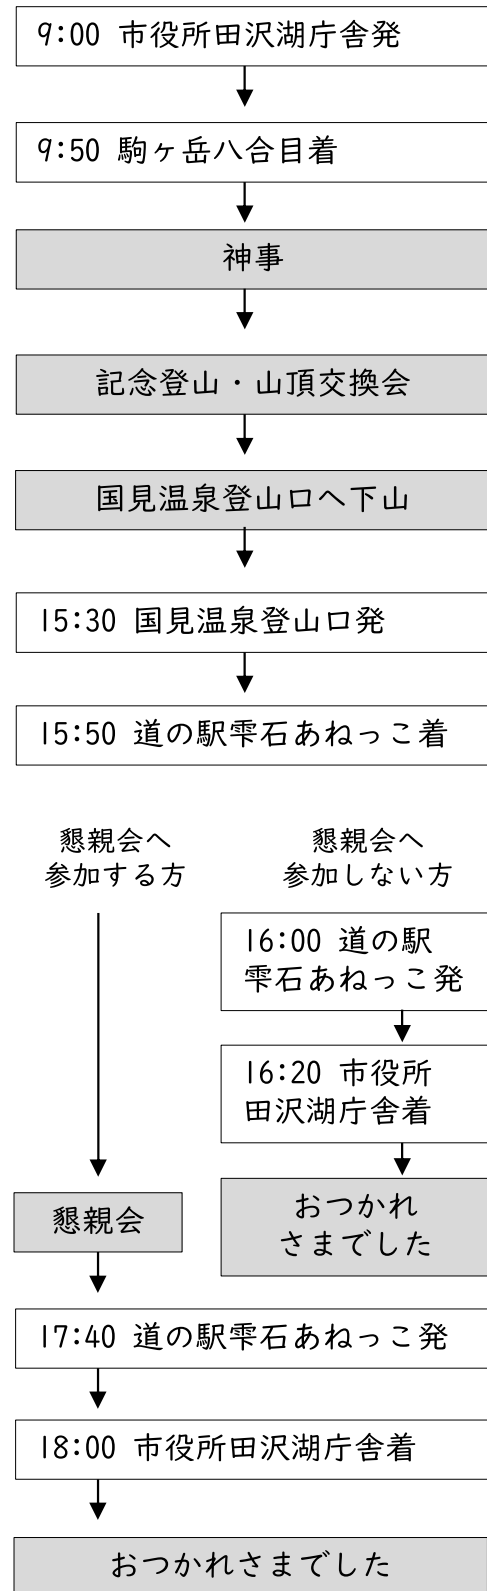 9:00 市役所田沢湖庁舎発
9:50 駒ヶ岳八合目着
神事
記念登山・山頂交換会
国見温泉登山口へ下山
15:30 国見温泉登山口発
15:50 道の駅雫石あねっこ着
懇親会へ
参加する方
懇親会へ
参加しない方
16:00 道の駅
雫石あねっこ発
16:20 市役所
田沢湖庁舎着
おつかれ
さまでした
懇親会
17:40 道の駅雫石あねっこ発
18:00 市役所田沢湖庁舎着
おつかれさまでした